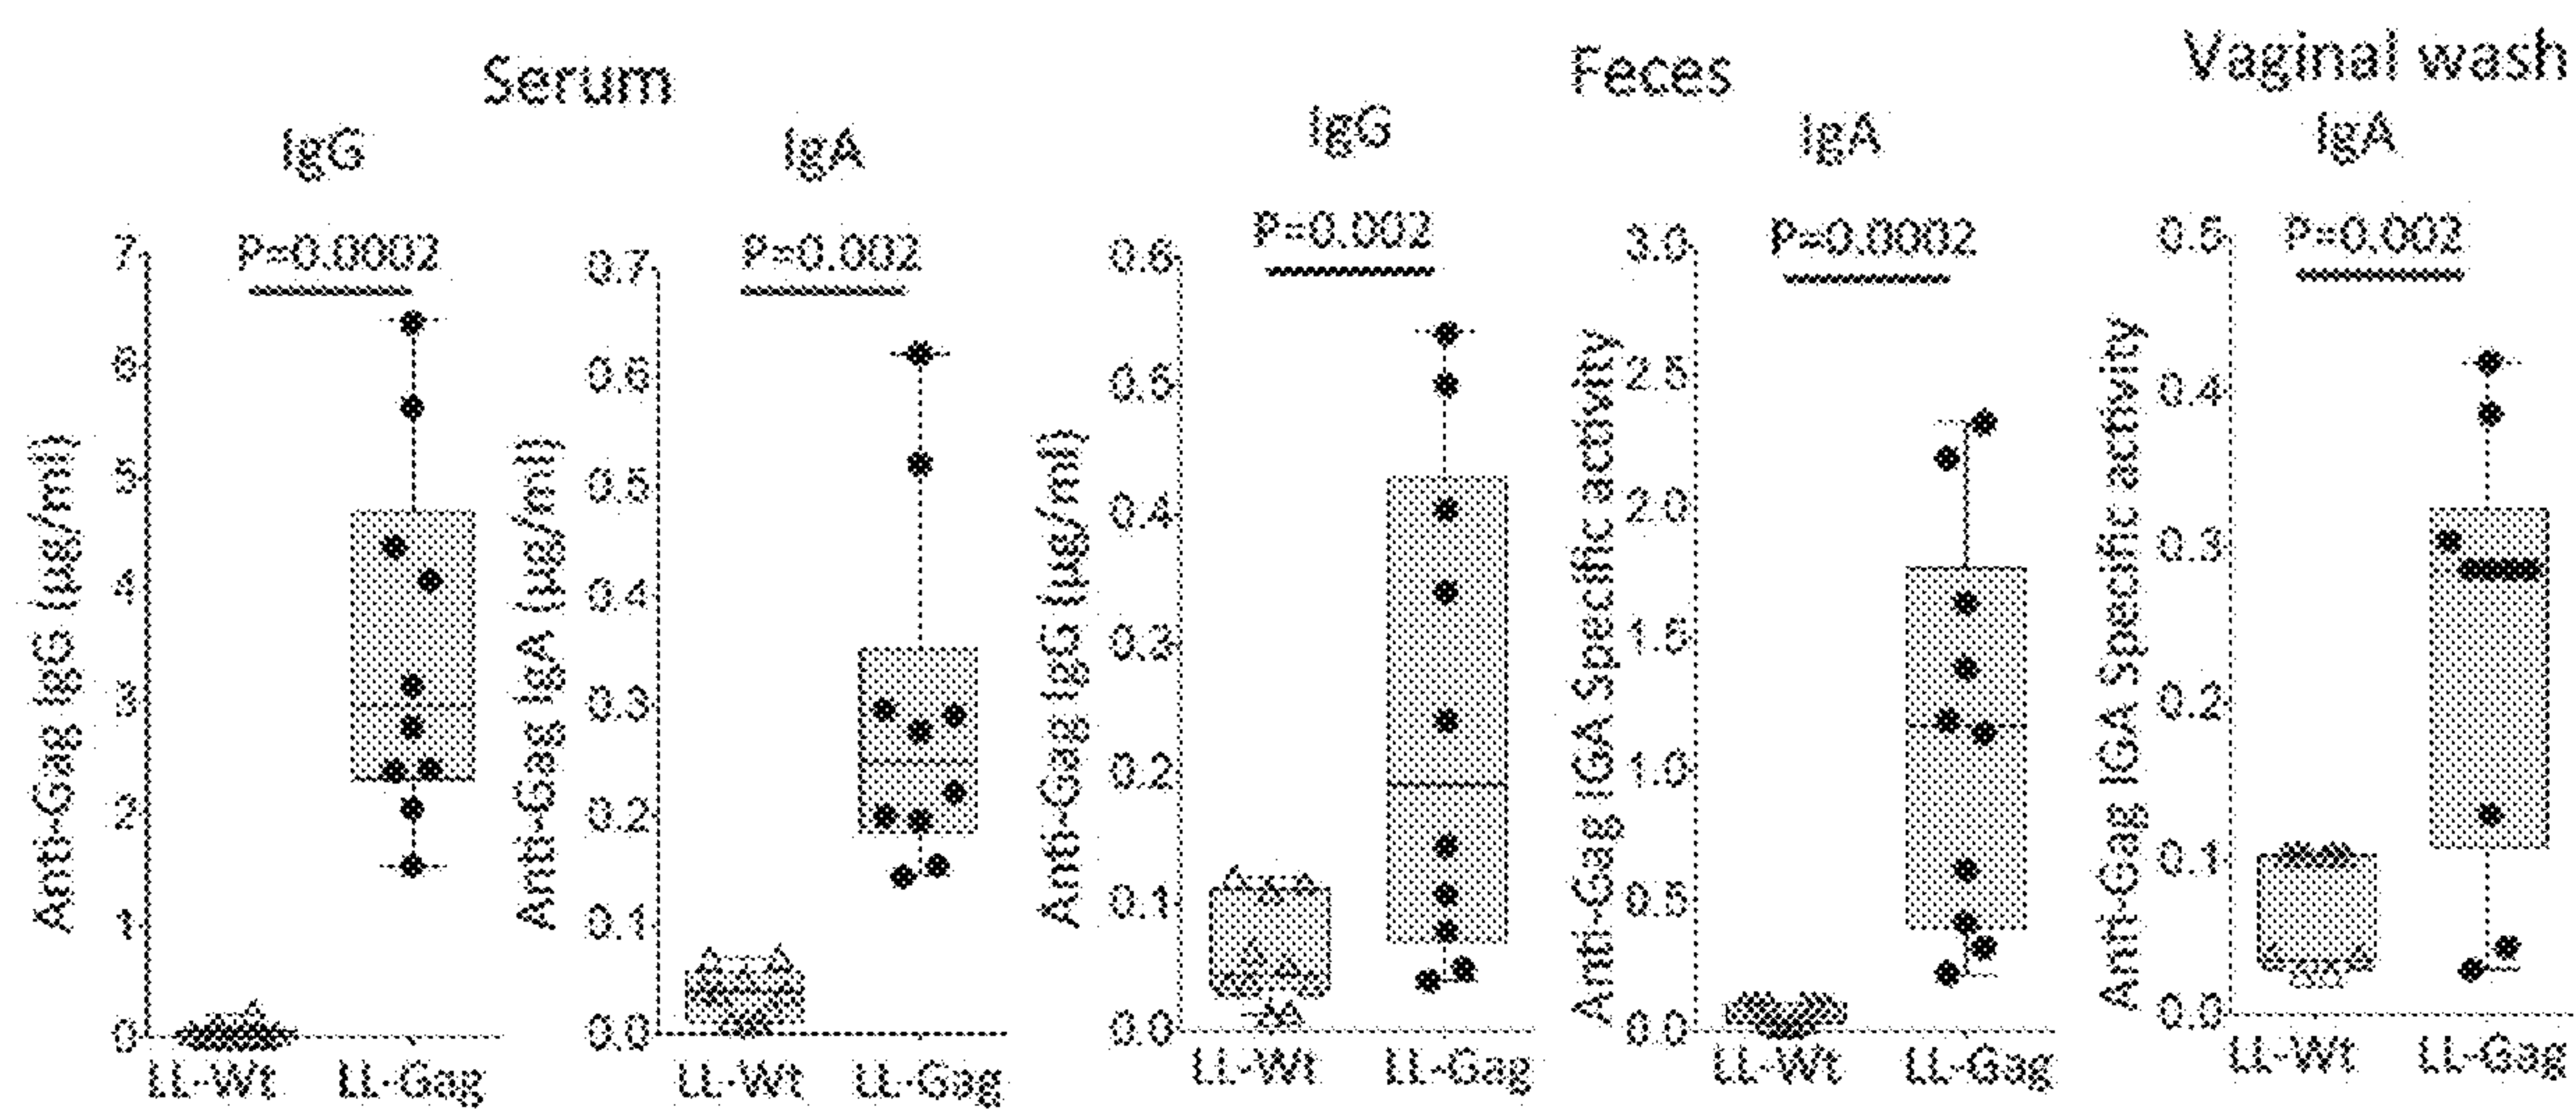 Serum
Feces
Vaginal wash
IgG
IgA
IgG
IgA
IgA
P=0.0002
P=0.002
P=0.002
P=0.0002
P=0.002
Anti-Gag IgG (µg/ml)
7
6
5
4
3
2
1
0
LL-Wt
LL-Gag
Anti-Gag IgA (µg/ml)
0.7
0.6
0.5
0.4
0.3
0.2
0.1
0.0
LL-Wt
LL-Gag
Anti-Gag IgG (µg/ml)
0.6
0.5
0.4
0.3
0.2
0.1
0.0
LL-Wt
LL-Gag
Anti-Gag IGA Specific activity
3.0
2.5
2.0
1.5
1.0
0.5
0.0
LL-Wt
LL-Gag
Anti-Gag IGA Specific activity
0.5
0.4
0.3
0.2
0.1
0.0
LL-Wt
LL-Gag